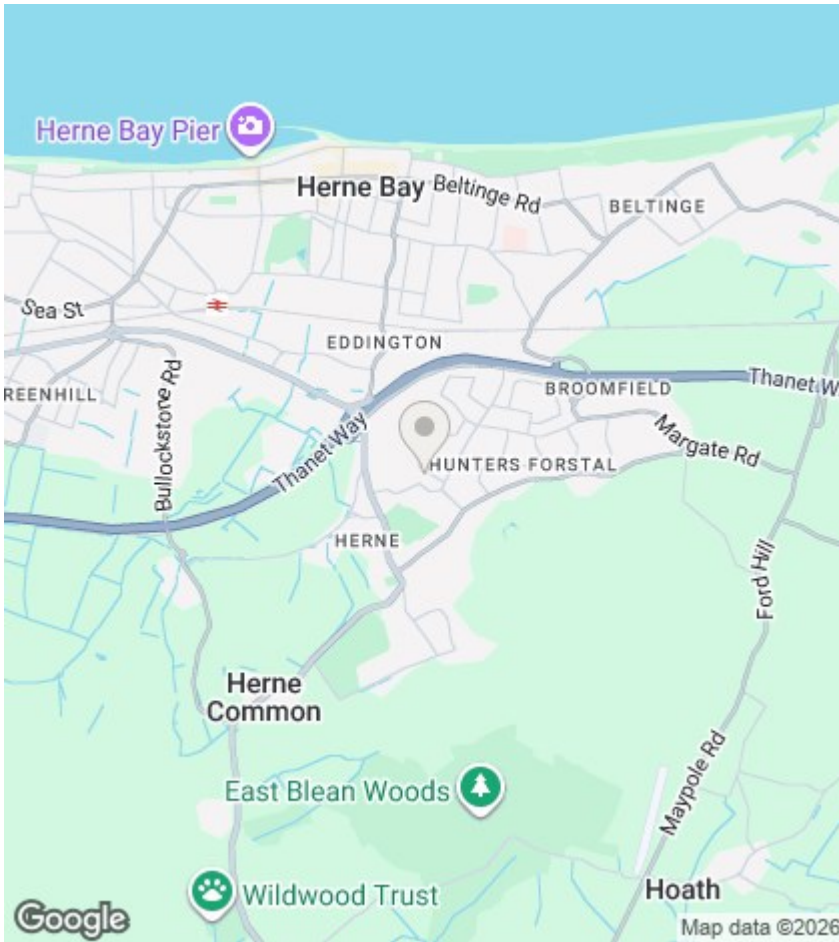 Herne Bay Pier
Herne Bay
Beltinge Rd
BELTINGE
Sea St
EDDINGTON
REENHILL
Bullockstone Rd
Thanet Way
BROOMFIELD
Thanet W
Margate Rd
HUNTERS FORSTAL
HERNE
Ford Hill
Herne
Common
East Blean Woods
Maypole Rd
Wildwood Trust
Hoath
Google
Map data ©2026